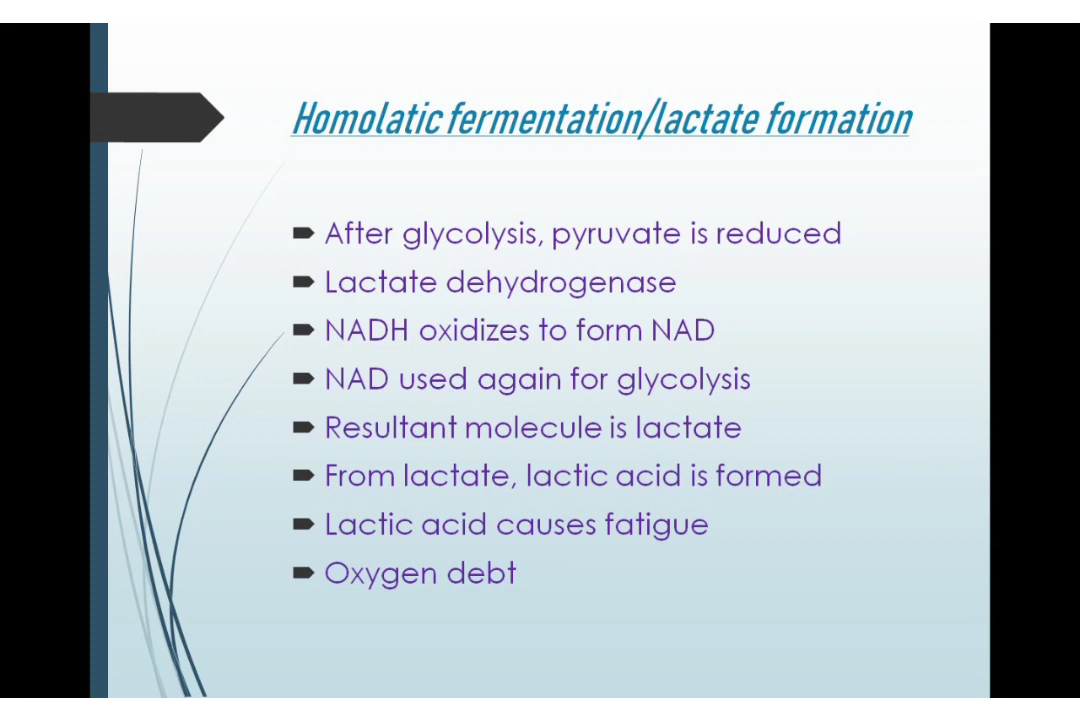 Homolatic fermentation/lactate formation
After glycolysis, pyruvate is reduced
Lactate dehydrogenase
NADH oxidizes to form NAD
NAD used again for glycolysis
Resultant molecule is lactate
From lactate, lactic acid is formed
Lactic acid causes fatigue
Oxygen debt